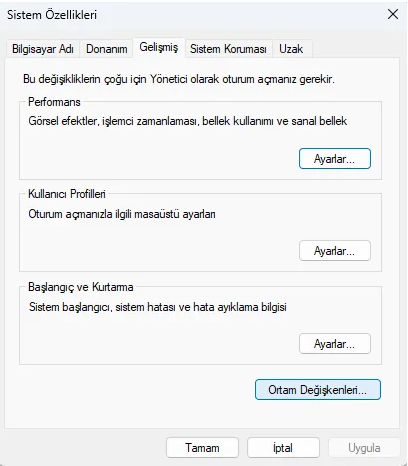 Sistem Özellikleri
Bilgisayar Adı Donanım Gelişmiş Sistem Koruması Uzak
Bu değişikliklerin çoğu için Yönetici olarak oturum açmanız gerekir.
Performans
Görsel efektler, işlemci zamanlaması, bellek kullanımı ve sanal bellek
Ayarlar...
Kullanıcı Profilleri
Oturum açmanızla ilgili masaüstü ayarları
Ayarlar...
Başlangıç ve Kurtarma
Sistem başlangıcı, sistem hatası ve hata ayıklama bilgisi
Ayarlar...
Ortam Değişkenleri...
Tamam İptal Uygula